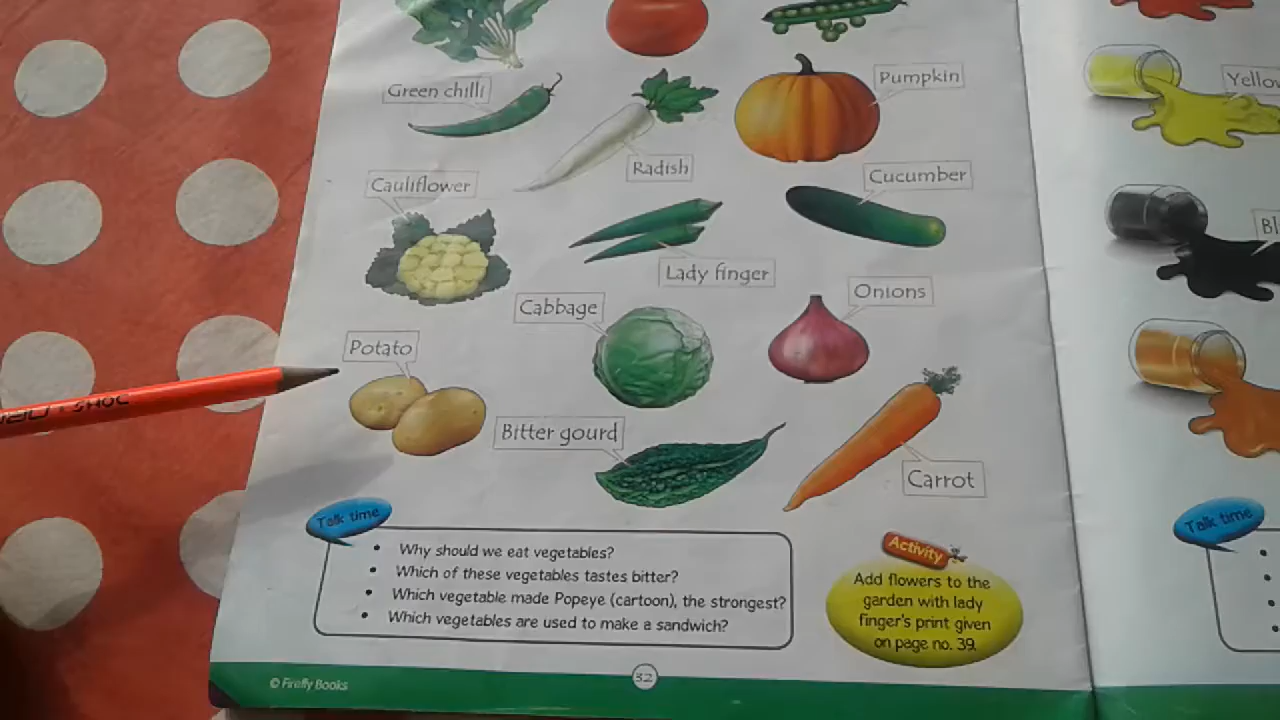 Green chilli
Pumpkin
Radish
Cauliflower
Cucumber
Lady finger
Onions
Cabbage
Potato
Bitter gourd
Carrot
Talk time
• Why should we eat vegetables?
• Which of these vegetables tastes bitter?
• Which vegetable made Popeye (cartoon), the strongest?
• Which vegetables are used to make a sandwich?
Activity
Add flowers to the
garden with lady
finger's print given
on page no. 39.
© Firefly Books
32
Talk time